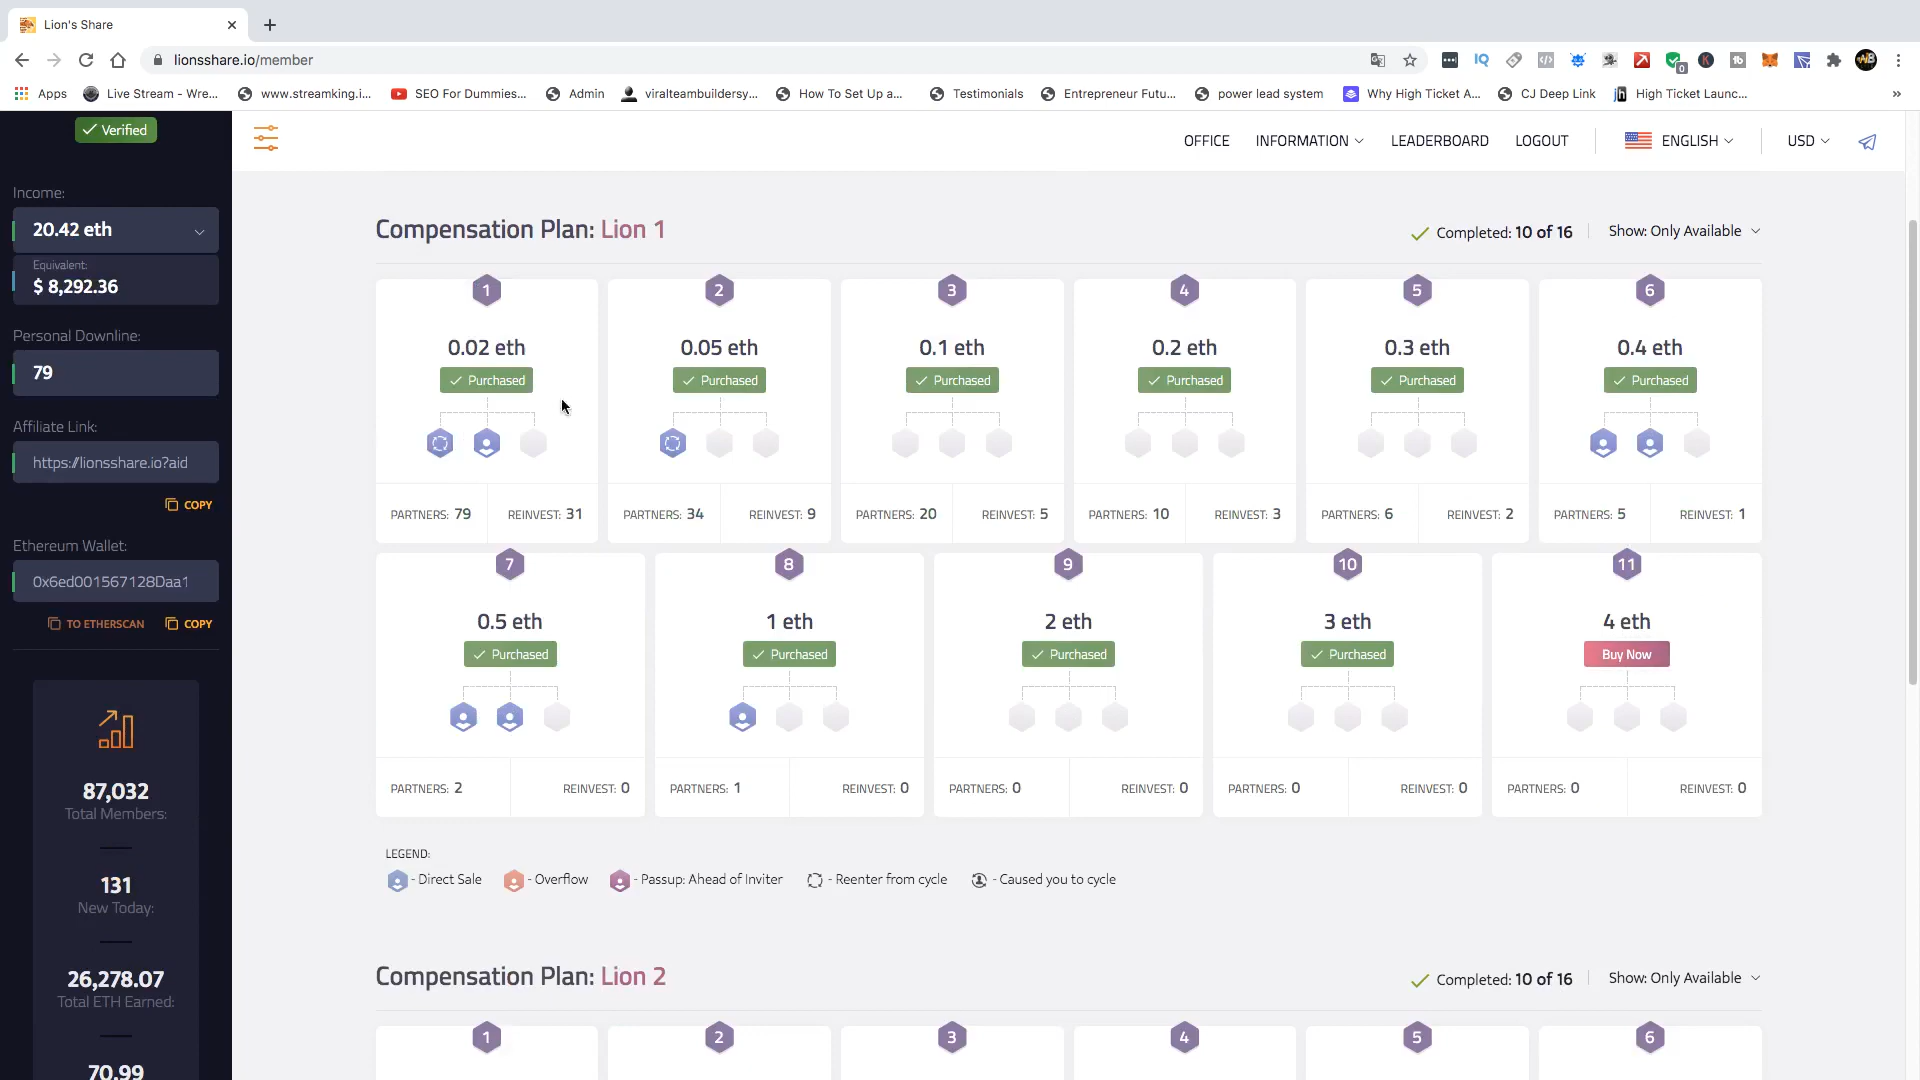 Lion's Share
lionsshare.io/member
Apps
Live Stream - Wre...
www.streamking.i...
SEO For Dummies...
Admin
viralteambuildersy...
How To Set Up a...
Testimonials
Entrepreneur Futu...
power lead system
Why High Ticket A...
CJ Deep Link
High Ticket Launc...
Verified
OFFICE
INFORMATION
LEADERBOARD
LOGOUT
ENGLISH
USD
Income:
20.42 eth
Equivalent:
$ 8,292.36
Personal Downline:
79
Affiliate Link:
https://lionsshare.io?aid
COPY
Ethereum Wallet:
0x6ed001567128Daa1
TO ETHERSCAN
COPY
87,032
Total Members:
131
New Today:
26,278.07
Total ETH Earned:
70.99
Compensation Plan: Lion 1
Completed: 10 of 16
Show: Only Available
1
0.02 eth
Purchased
PARTNERS: 79
REINVEST: 31
2
0.05 eth
Purchased
PARTNERS: 34
REINVEST: 9
3
0.1 eth
Purchased
PARTNERS: 20
REINVEST: 5
4
0.2 eth
Purchased
PARTNERS: 10
REINVEST: 3
5
0.3 eth
Purchased
PARTNERS: 6
REINVEST: 2
6
0.4 eth
Purchased
PARTNERS: 5
REINVEST: 1
7
0.5 eth
Purchased
PARTNERS: 2
REINVEST: 0
8
1 eth
Purchased
PARTNERS: 1
REINVEST: 0
9
2 eth
Purchased
PARTNERS: 0
REINVEST: 0
10
3 eth
Purchased
PARTNERS: 0
REINVEST: 0
11
4 eth
Buy Now
PARTNERS: 0
REINVEST: 0
LEGEND:
- Direct Sale
- Overflow
- Passup: Ahead of Inviter
- Reenter from cycle
- Caused you to cycle
Compensation Plan: Lion 2
Completed: 10 of 16
Show: Only Available
1
2
3
4
5
6